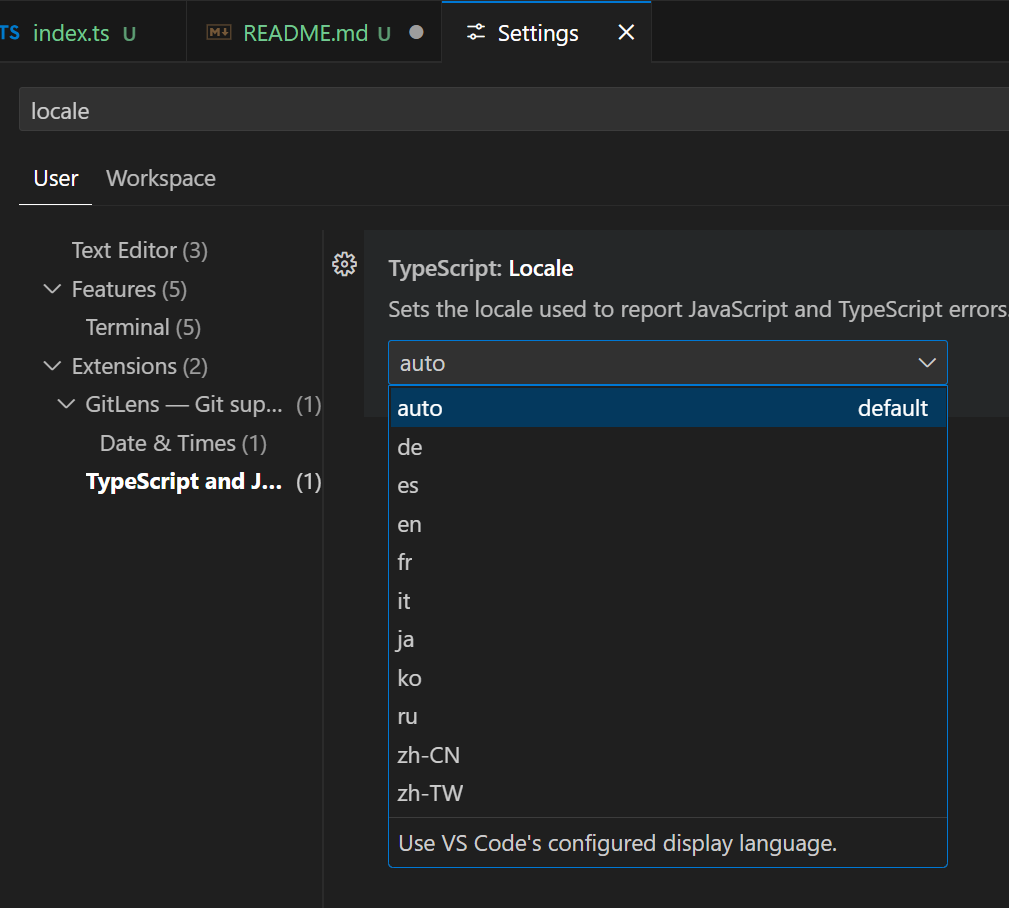 TS index.ts U README.md U Settings
locale
User Workspace
Text Editor (3)
Features (5)
Terminal (5)
Extensions (2)
GitLens — Git sup... (1)
Date & Times (1)
TypeScript and J... (1)
TypeScript: Locale
Sets the locale used to report JavaScript and TypeScript errors.
auto
auto default
de
es
en
fr
it
ja
ko
ru
zh-CN
zh-TW
Use VS Code's configured display language.